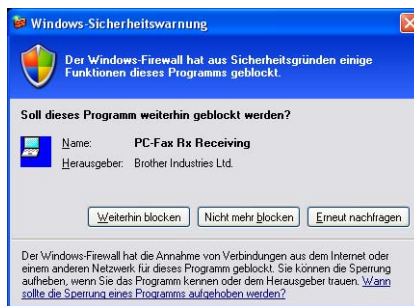 Windows-Sicherheitswarnung
Der Windows-Firewall hat aus Sicherheitsgründen einige
Funktionen dieses Programms geblockt.
Soll dieses Programm weiterhin geblockt werden?
Name: PC-Fax Rx Receiving
Herausgeber: Brother Industries Ltd.
Weiterhin blocken Nicht mehr blocken Erneut nachfragen
Der Windows-Firewall hat die Annahme von Verbindungen aus dem Internet oder
einem anderen Netzwerk für dieses Programm geblockt. Sie können die Sperrung
aufheben, wenn Sie das Programm kennen oder dem Herausgeber trauen. Wann
sollte die Sperrung eines Programms aufgehoben werden?